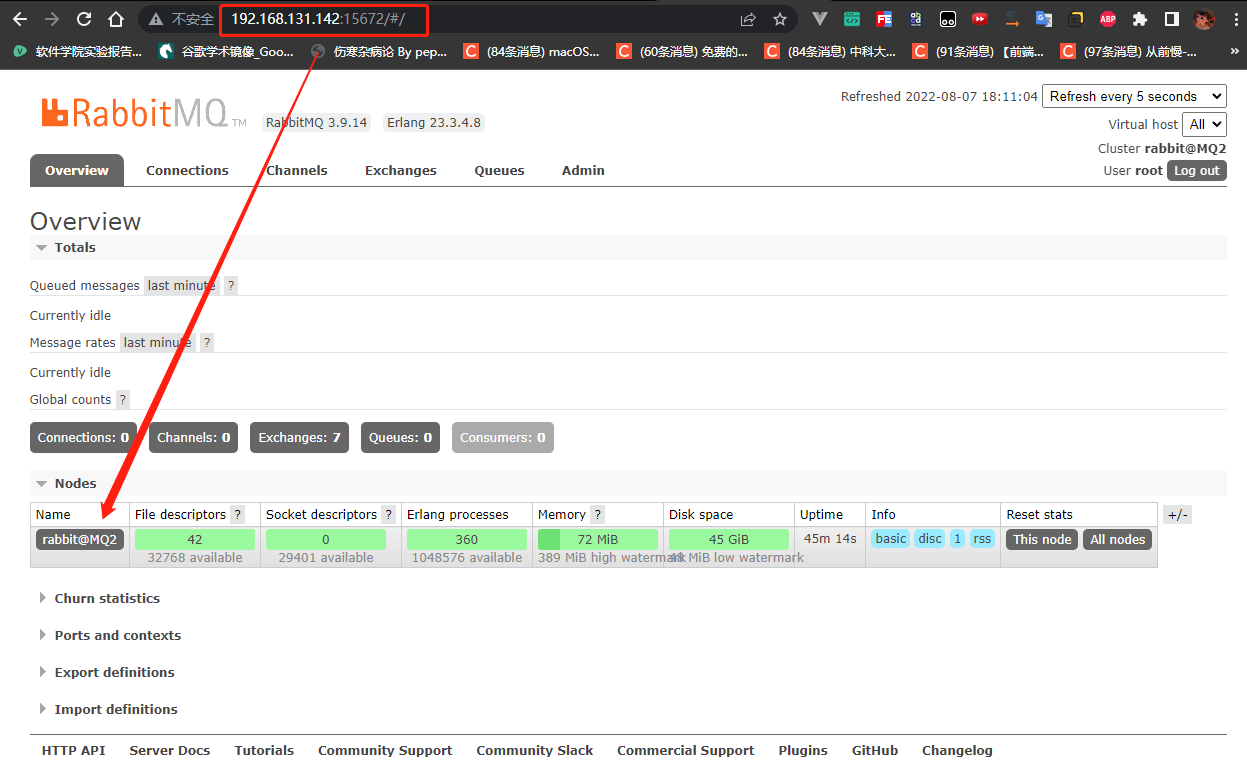 不安全 192.168.131.142:15672/#/
软件学院实验报告... 谷歌学术镜像_Goo... 伤寒杂病论 By pep... (84条消息) macOS... (60条消息) 免费的... (84条消息) 中科大... (91条消息) 【前端... (97条消息) 从前慢-... »
Refreshed 2022-08-07 18:11:04 Refresh every 5 seconds
RabbitMQ TM RabbitMQ 3.9.14 Erlang 23.3.4.8
Virtual host All
Cluster rabbit@MQ2
User root Log out
Overview Connections Channels Exchanges Queues Admin
Overview
Totals
Queued messages last minute ?
Currently idle
Message rates last minute ?
Currently idle
Global counts ?
Connections: 0 Channels: 0 Exchanges: 7 Queues: 0 Consumers: 0
Nodes
Name File descriptors ? Socket descriptors ? Erlang processes Memory ? Disk space Uptime Info Reset stats +/-
rabbit@MQ2 42 0 360 72 MiB 45 GiB 45m 14s basic disc 1 rss This node All nodes
32768 available 29401 available 1048576 available 389 MiB high watermark 48 MiB low watermark
Churn statistics
Ports and contexts
Export definitions
Import definitions
HTTP API Server Docs Tutorials Community Support Community Slack Commercial Support Plugins GitHub Changelog